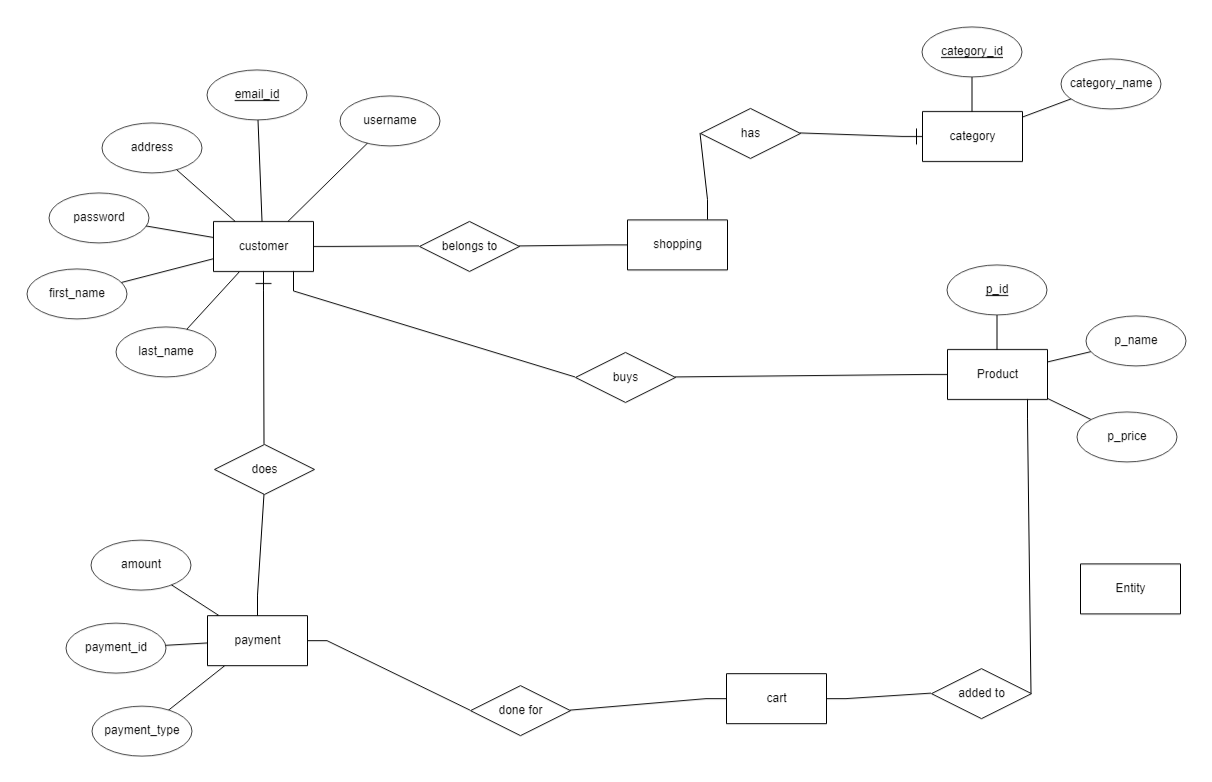 category_id
category_name
email_id
username
has
category
address
password
customer
belongs to
shopping
first_name
p_id
last_name
p_name
buys
Product
p_price
does
amount
Entity
payment
payment_id
cart
added to
done for
payment_type